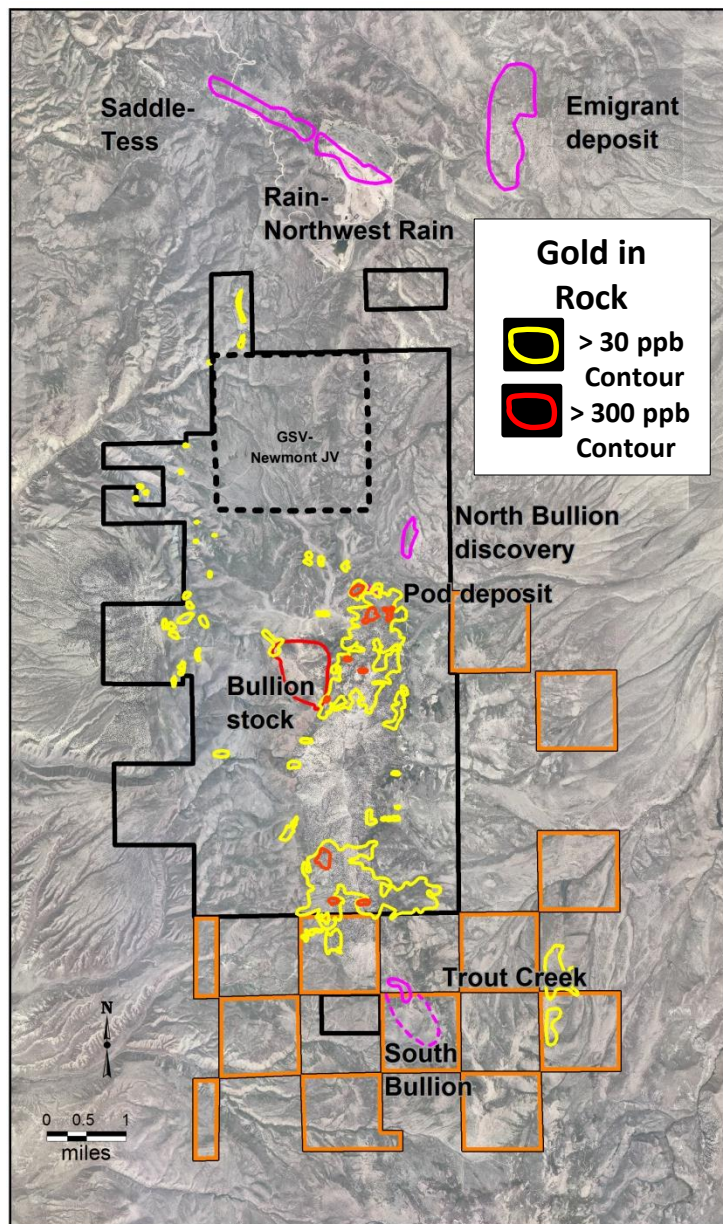 Saddle-
Tess
Emigrant
deposit
Rain-
Northwest Rain
Gold in
Rock
> 30 ppb
Contour
> 300 ppb
Contour
GSV-
Newmont JV
North Bullion
discovery
Pod deposit
Bullion
stock
Trout Creek
South
Bullion
N
0 0.5 1
miles